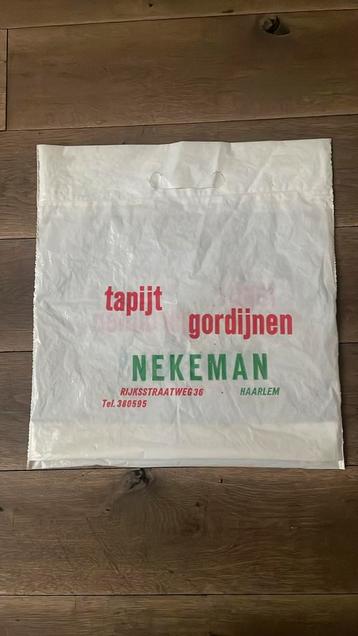 tapijt
gordijnen
NEKEMAN
RIJKSSTRAATWEG 36 . HAARLEM
Tel. 380595